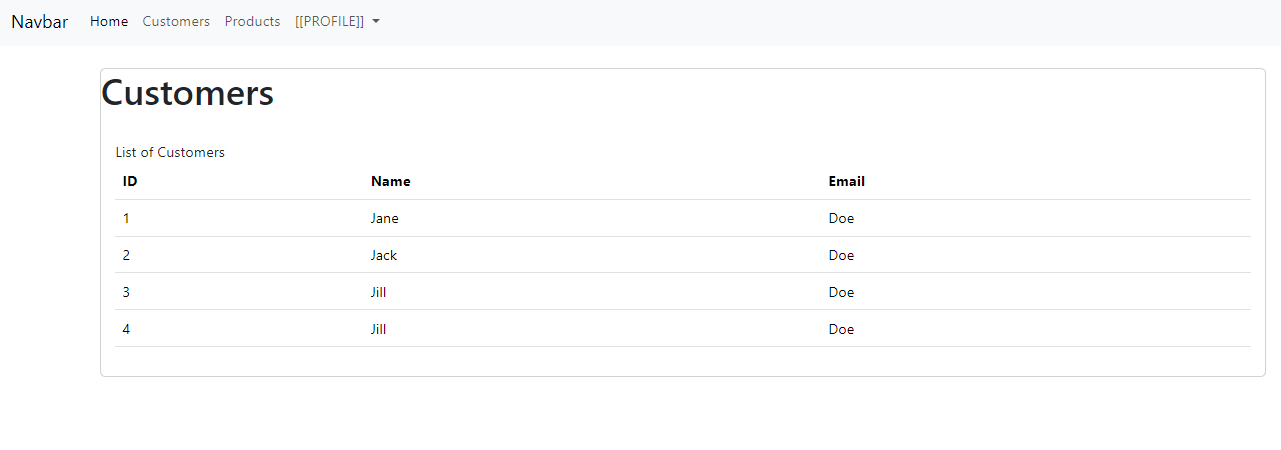 Navbar Home Customers Products [[PROFILE]]
Customers
List of Customers
ID Name Email
1 Jane Doe
2 Jack Doe
3 Jill Doe
4 Jill Doe